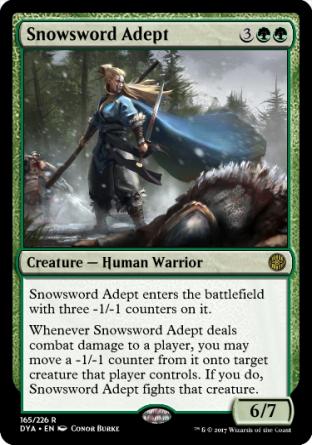 Snowsword Adept 3
Creature — Human Warrior
Snowsword Adept enters the battlefield
with three -1/-1 counters on it.
Whenever Snowsword Adept deals
combat damage to a player, you may
move a -1/-1 counter from it onto target
creature that player controls. If you do,
Snowsword Adept fights that creature.
6/7
165/226 R
DYA • EN Conor Burke
™ & © 2017 Wizards of the Coast